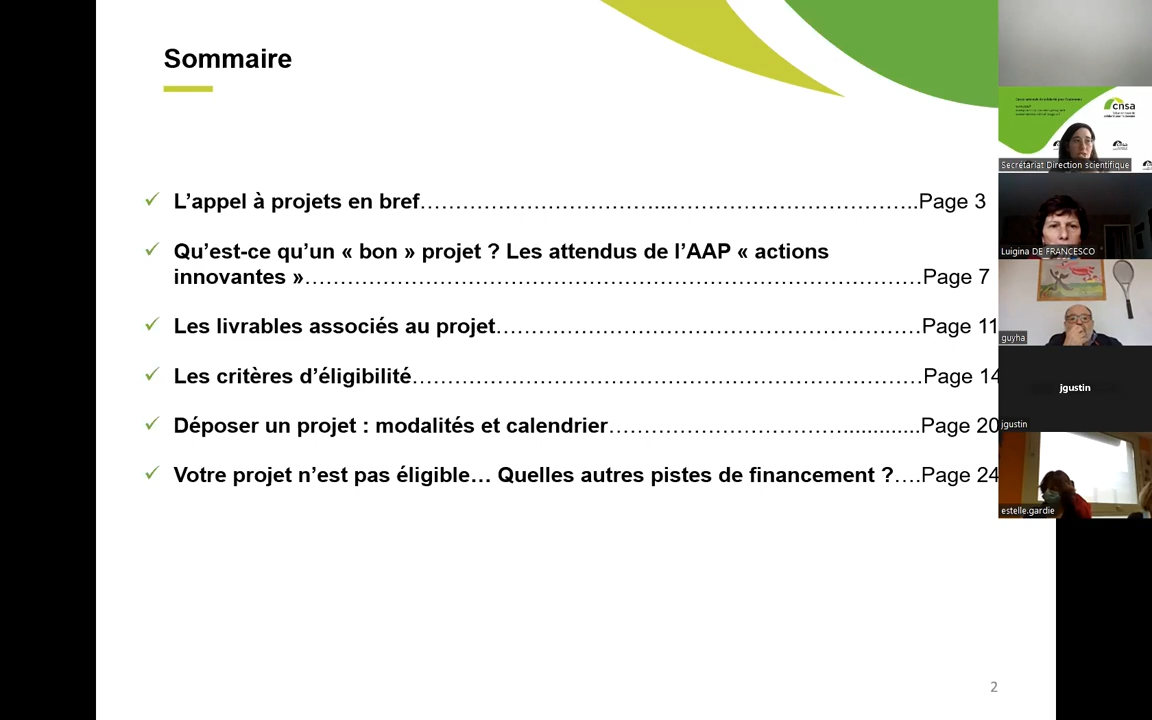 Sommaire
L’appel à projets en bref……………………………...……………………………..Page 3
Qu’est-ce qu’un « bon » projet ? Les attendus de l’AAP « actions
innovantes »……………………………………………………………………………Page 7
Les livrables associés au projet……………………………………………………Page 11
Les critères d’éligibilité………………………………………………………………Page 14
Déposer un projet : modalités et calendrier……………………………............Page 20
Votre projet n’est pas éligible… Quelles autres pistes de financement ?….Page 24
2
cnsa
Secrétariat Direction scientifique
Luigina DE FRANCESCO
guyha
jgustin
jgustin
estelle.gardie